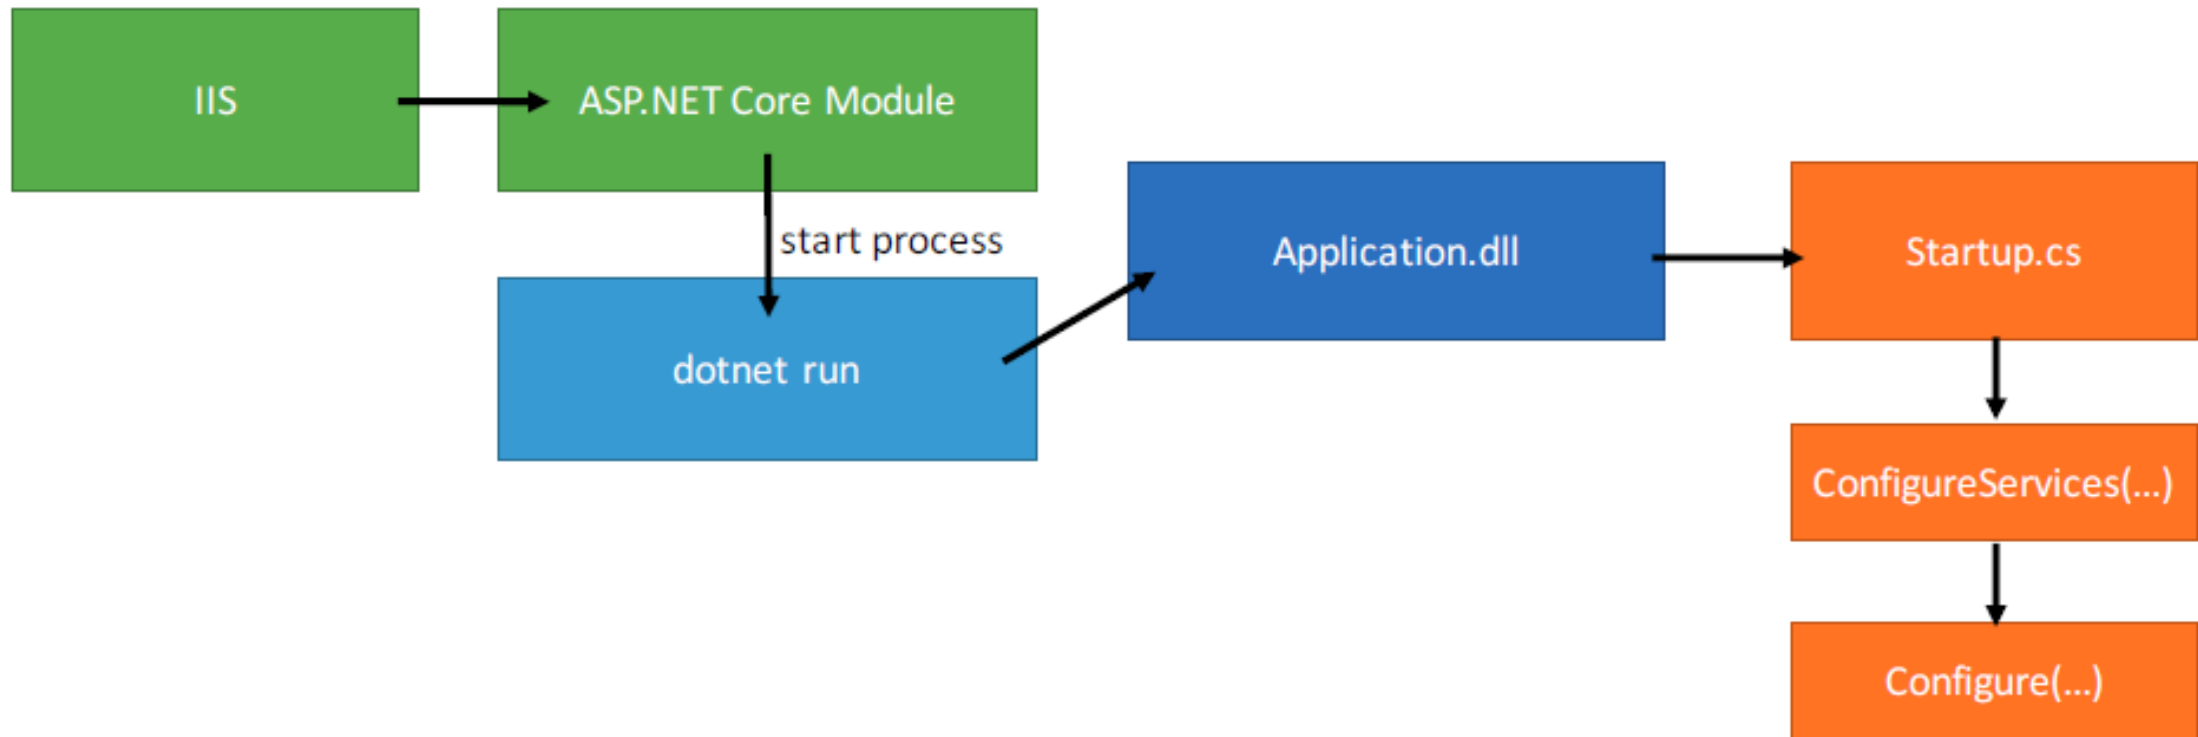 IIS
ASP.NET Core Module
start process
dotnet run
Application.dll
Startup.cs
ConfigureServices(...)
Configure(...)